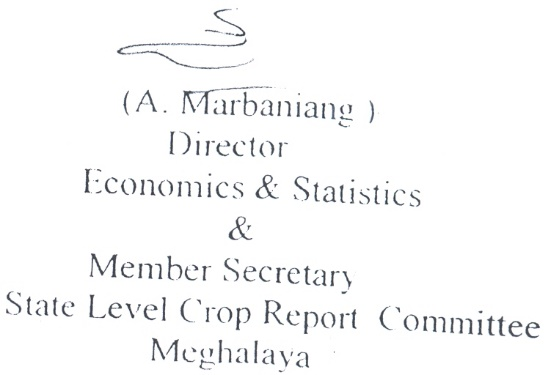 (A. Marbaniang )
Director
Economics & Statistics
&
Member Secretary
State Level Crop Report Committee
Meghalaya